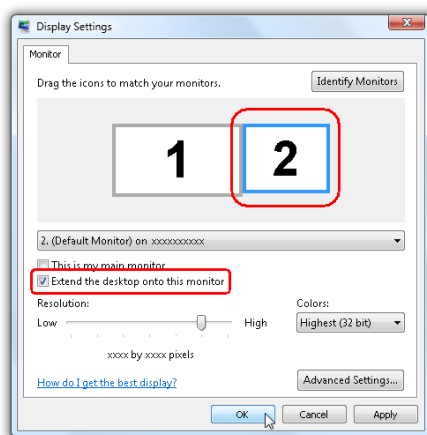 Display Settings
Monitor
Drag the icons to match your monitors.
Identify Monitors
1
2
2. (Default Monitor) on xxxxxxxxxx
This is my main monitor
Extend the desktop onto this monitor
Resolution:
Colors:
Low
High
Highest (32 bit)
xxxx by xxxx pixels
How do I get the best display?
Advanced Settings...
OK
Cancel
Apply